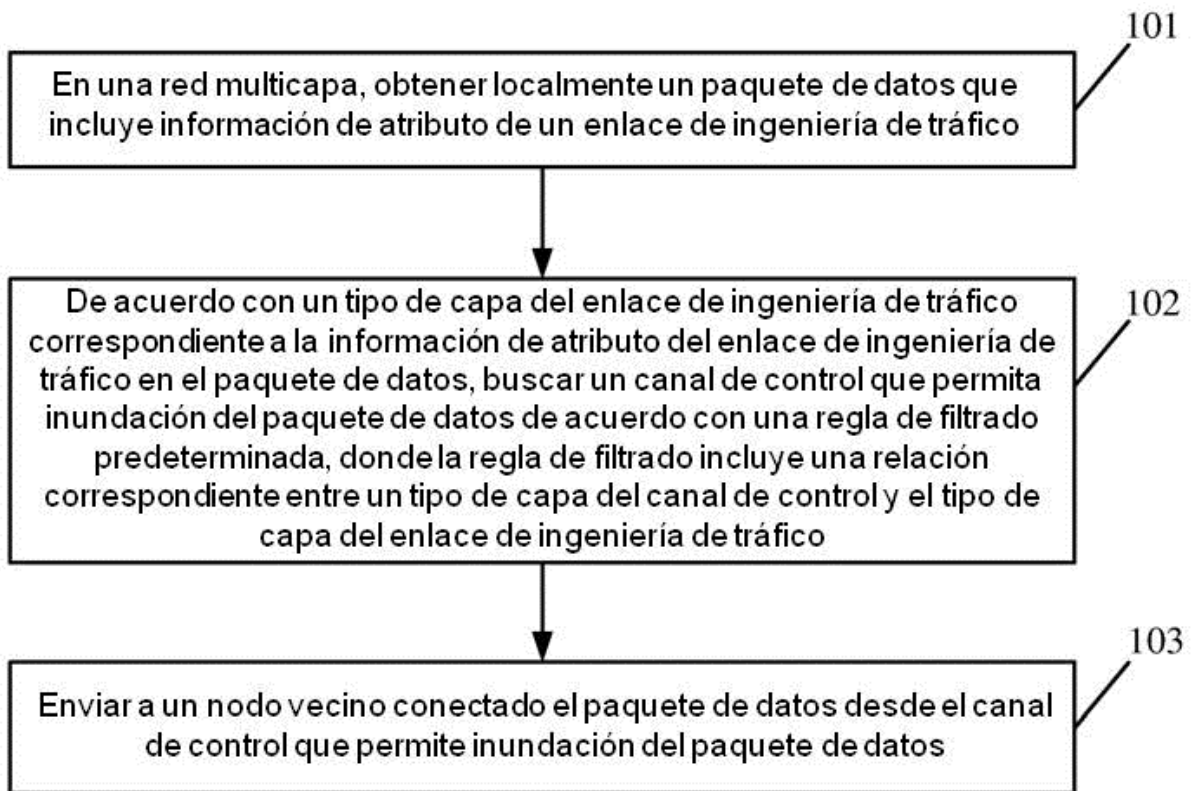 101
En una red multicapa, obtener localmente un paquete de datos que
incluye información de atributo de un enlace de ingeniería de tráfico
102
De acuerdo con un tipo de capa del enlace de ingeniería de tráfico
correspondiente a la información de atributo del enlace de ingeniería de
tráfico en el paquete de datos, buscar un canal de control que permita
inundación del paquete de datos de acuerdo con una regla de filtrado
predeterminada, donde la regla de filtrado incluye una relación
correspondiente entre un tipo de capa del canal de control y el tipo de
capa del enlace de ingeniería de tráfico
103
Enviar a un nodo vecino conectado el paquete de datos desde el canal
de control que permite inundación del paquete de datos